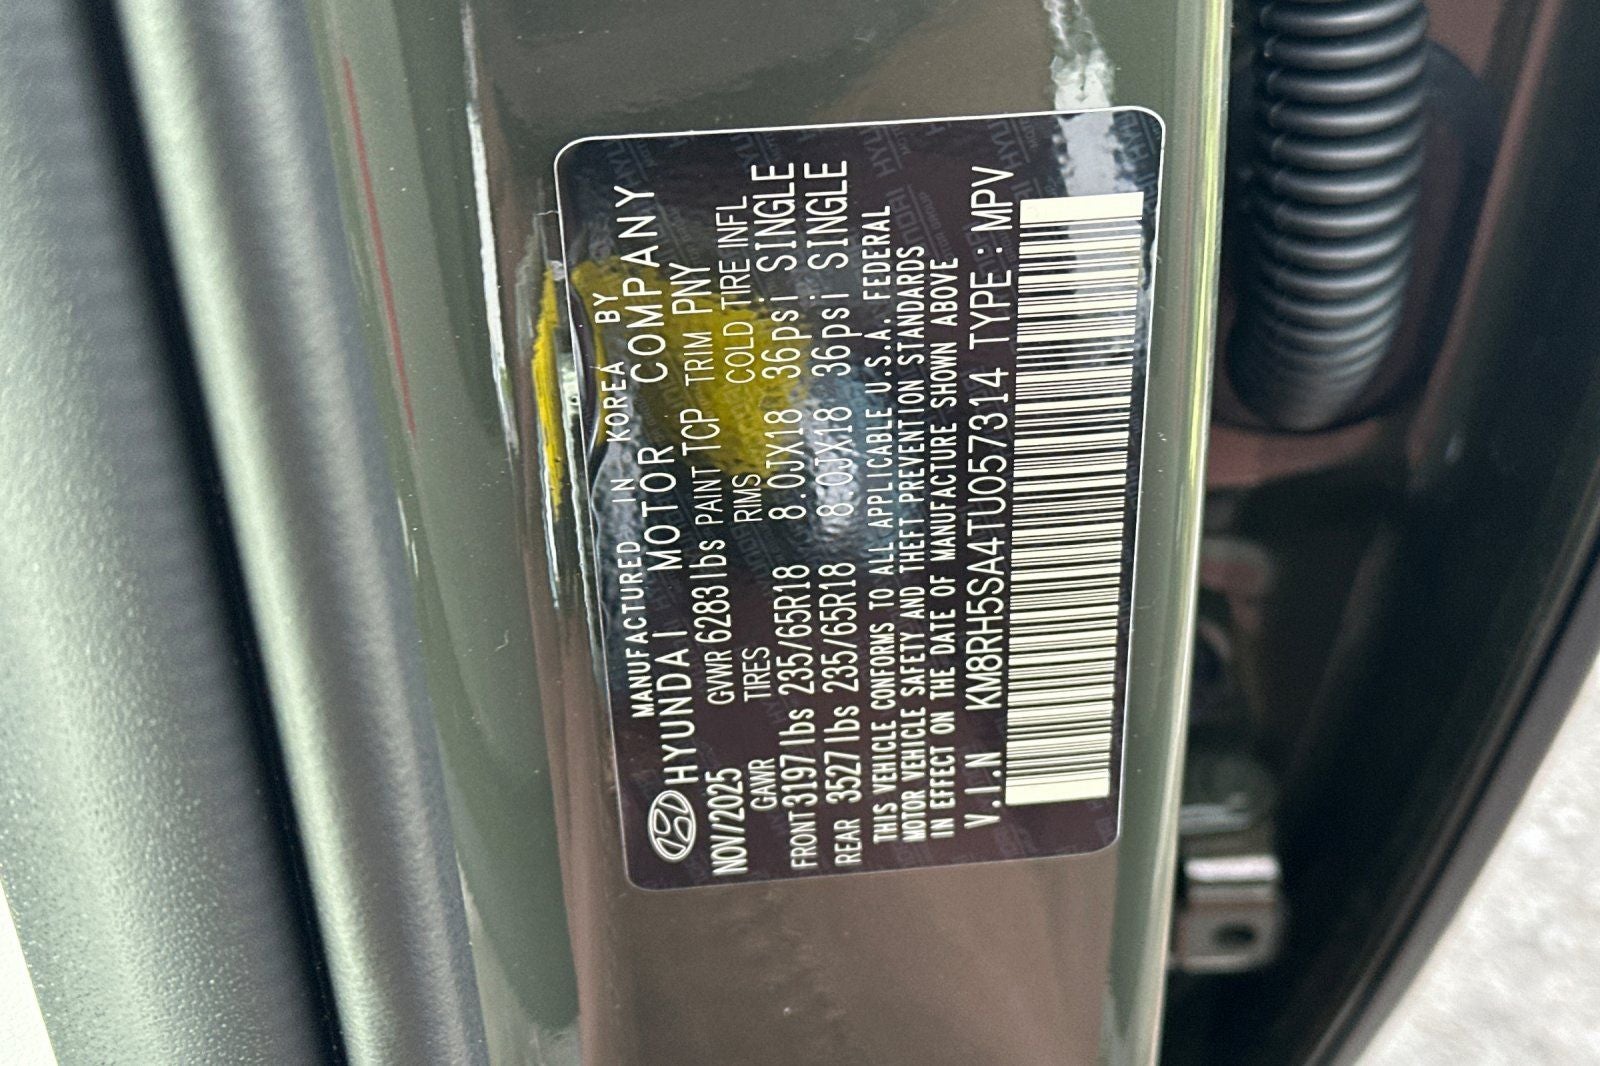 MANUFACTURED IN KOREA BY
HYUNDAI MOTOR COMPANY
NOV/2025 GVWR 6283lbs PAINT TCP TRIM PNY
GAWR TIRES RIMS COLD TIRE INFL
FRONT 3197lbs 235/65R18 8.0JX18 36psi SINGLE
REAR 3527lbs 235/65R18 8.0JX18 36psi SINGLE
THIS VEHICLE CONFORMS TO ALL APPLICABLE U.S.A. FEDERAL
MOTOR VEHICLE SAFETY AND THEFT PREVENTION STANDARDS
IN EFFECT ON THE DATE OF MANUFACTURE SHOWN ABOVE
V.I.N KM8RH5SA4TU057314 TYPE : MPV